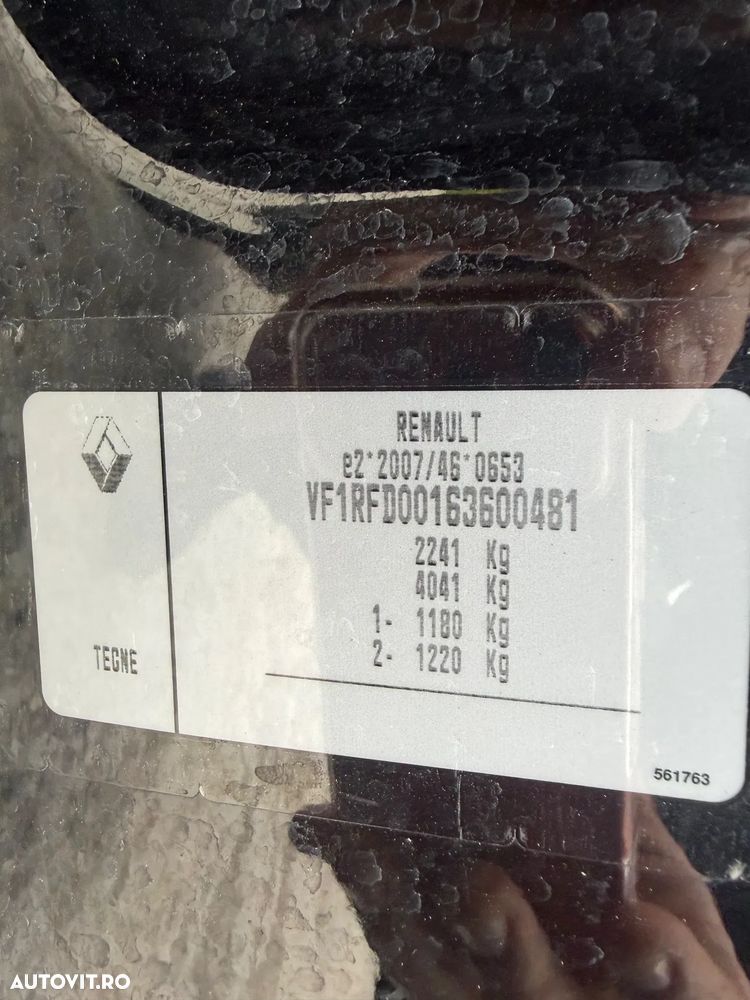 RENAULT
e2*2007/46*0653
VF1RFD00163600481
2241 Kg
4041 Kg
1- 1180 Kg
2- 1220 Kg
TEGNE
561763
AUTOVIT.RO